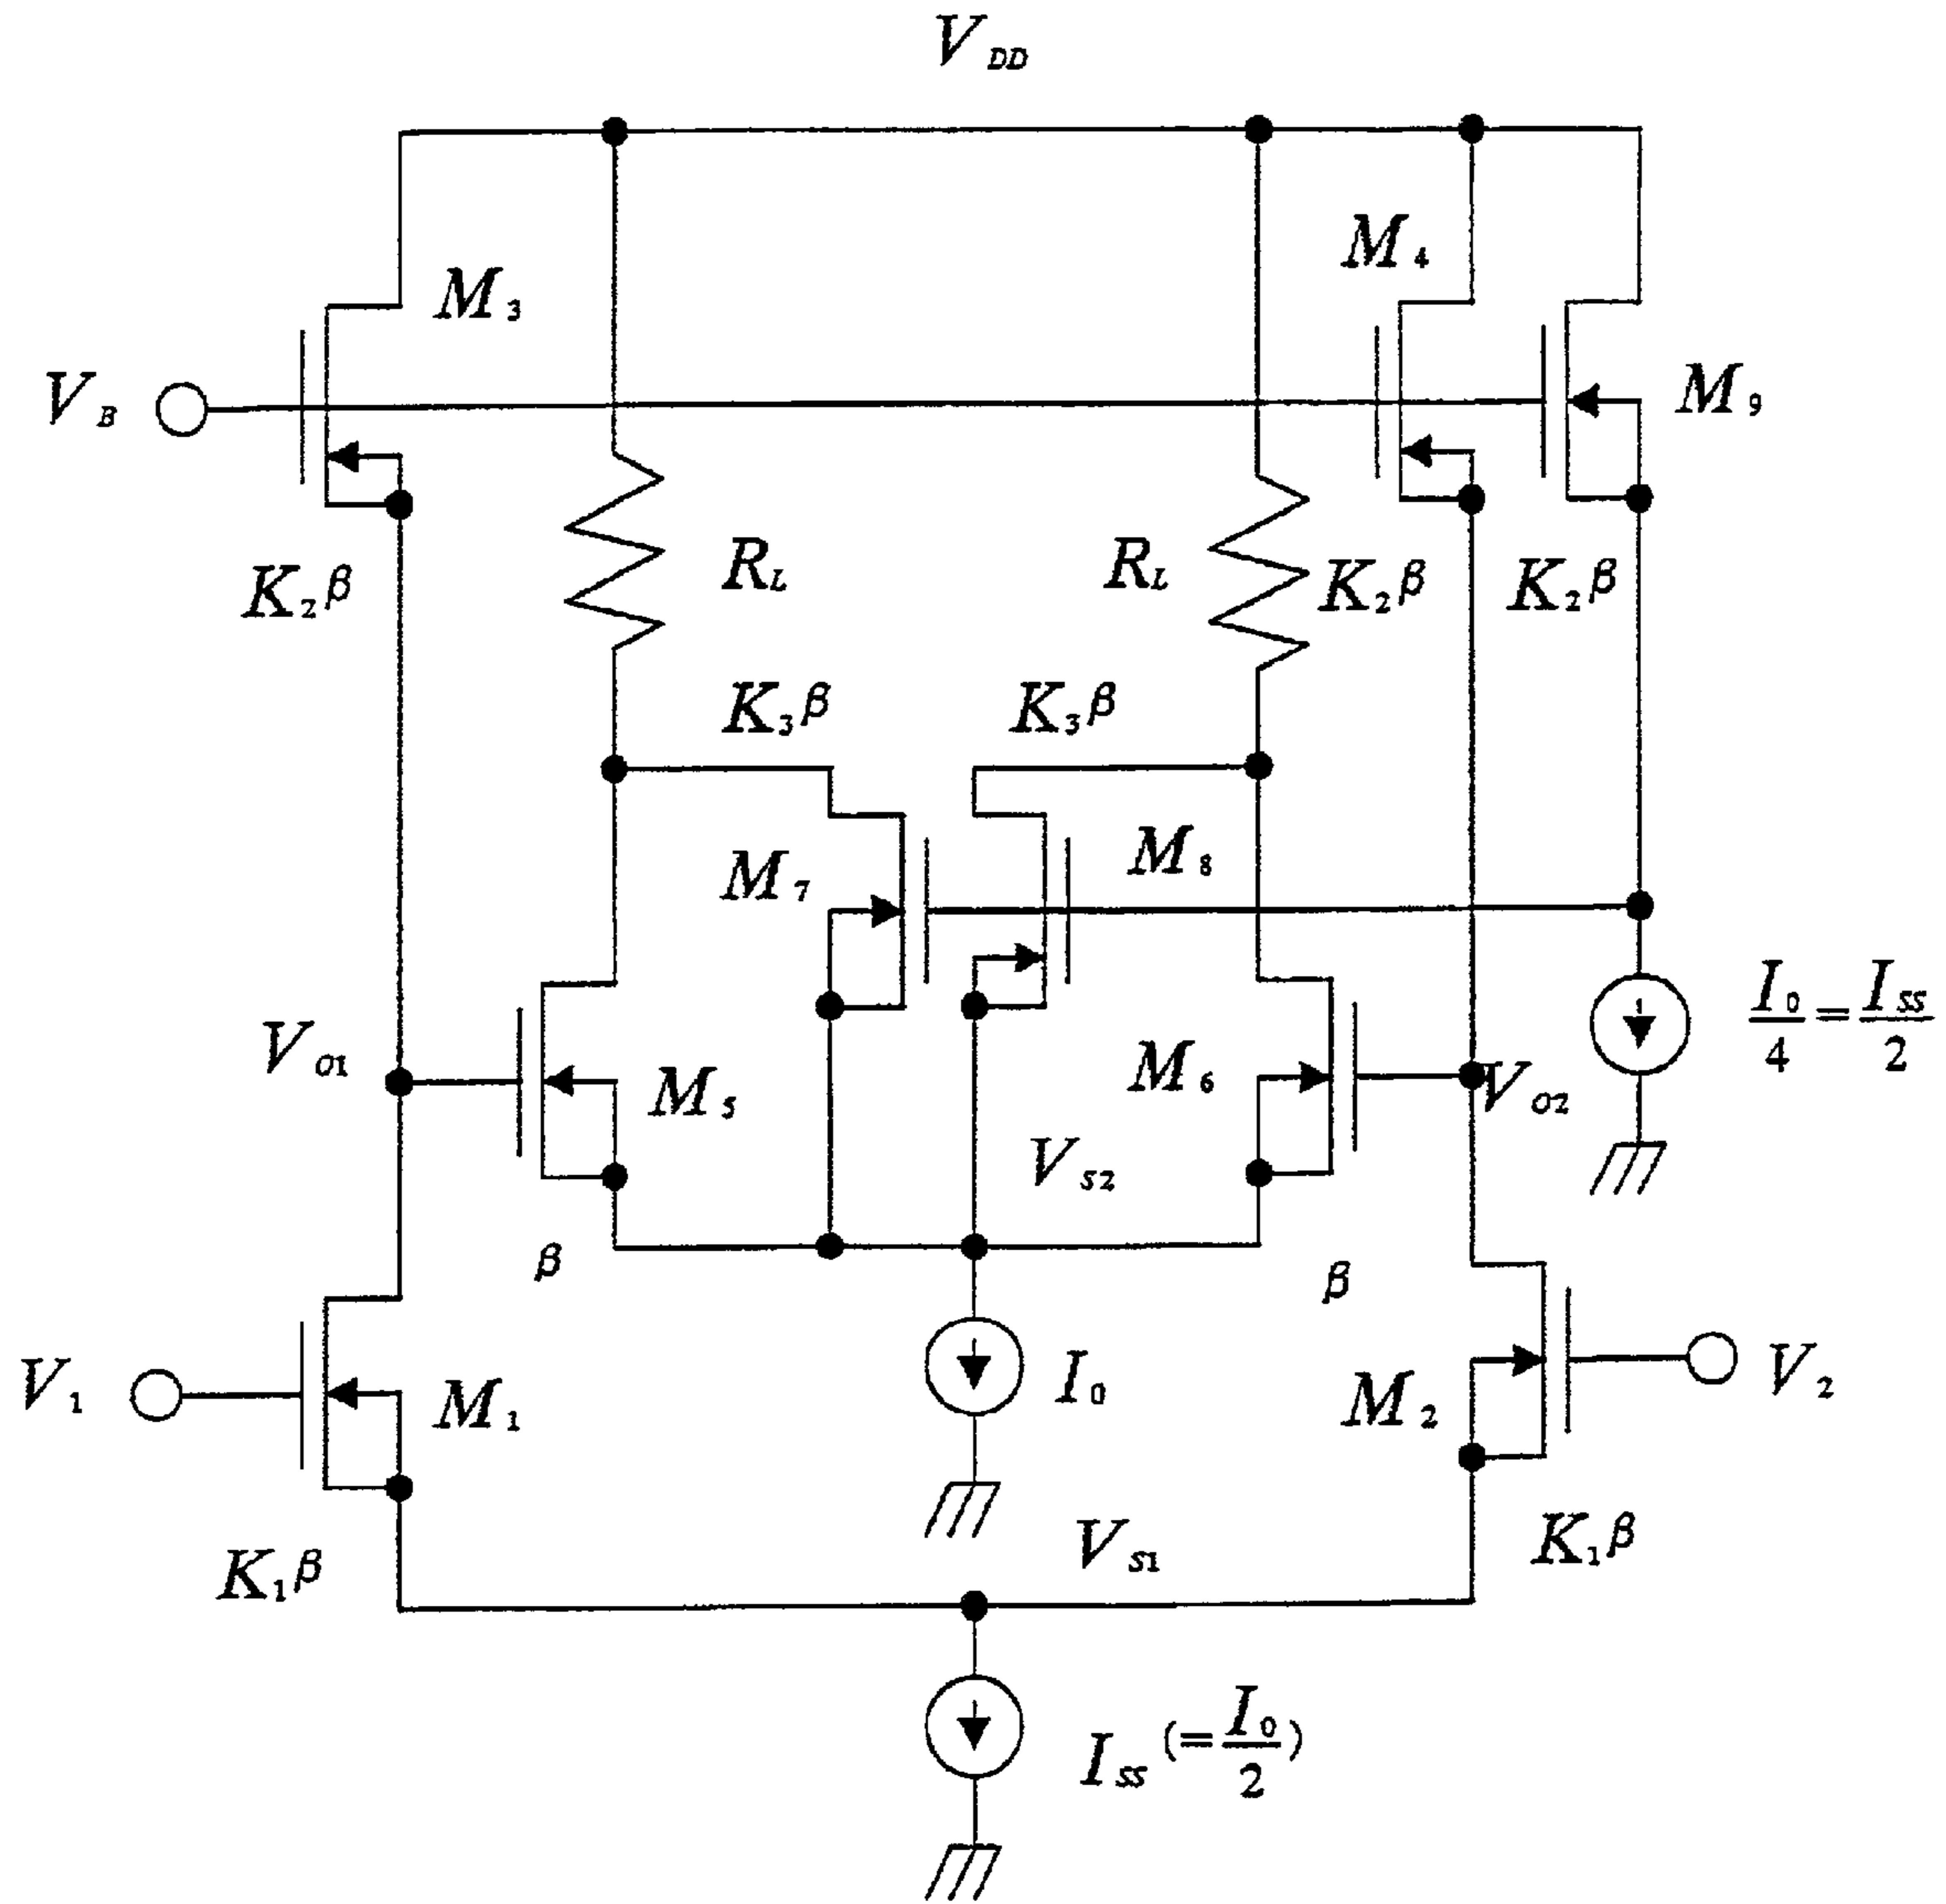 V_DD
M_4
M_3
V_B
M_9
R_L
R_L
K_2β
K_2β
K_2β
K_3β
K_3β
M_7
M_8
V_O1
M_5
M_6
V_O2
I_0/4=I_SS/2
V_S2
β
β
V_1
M_1
I_0
M_2
V_2
K_1β
V_S1
K_1β
I_SS(=I_0/2)